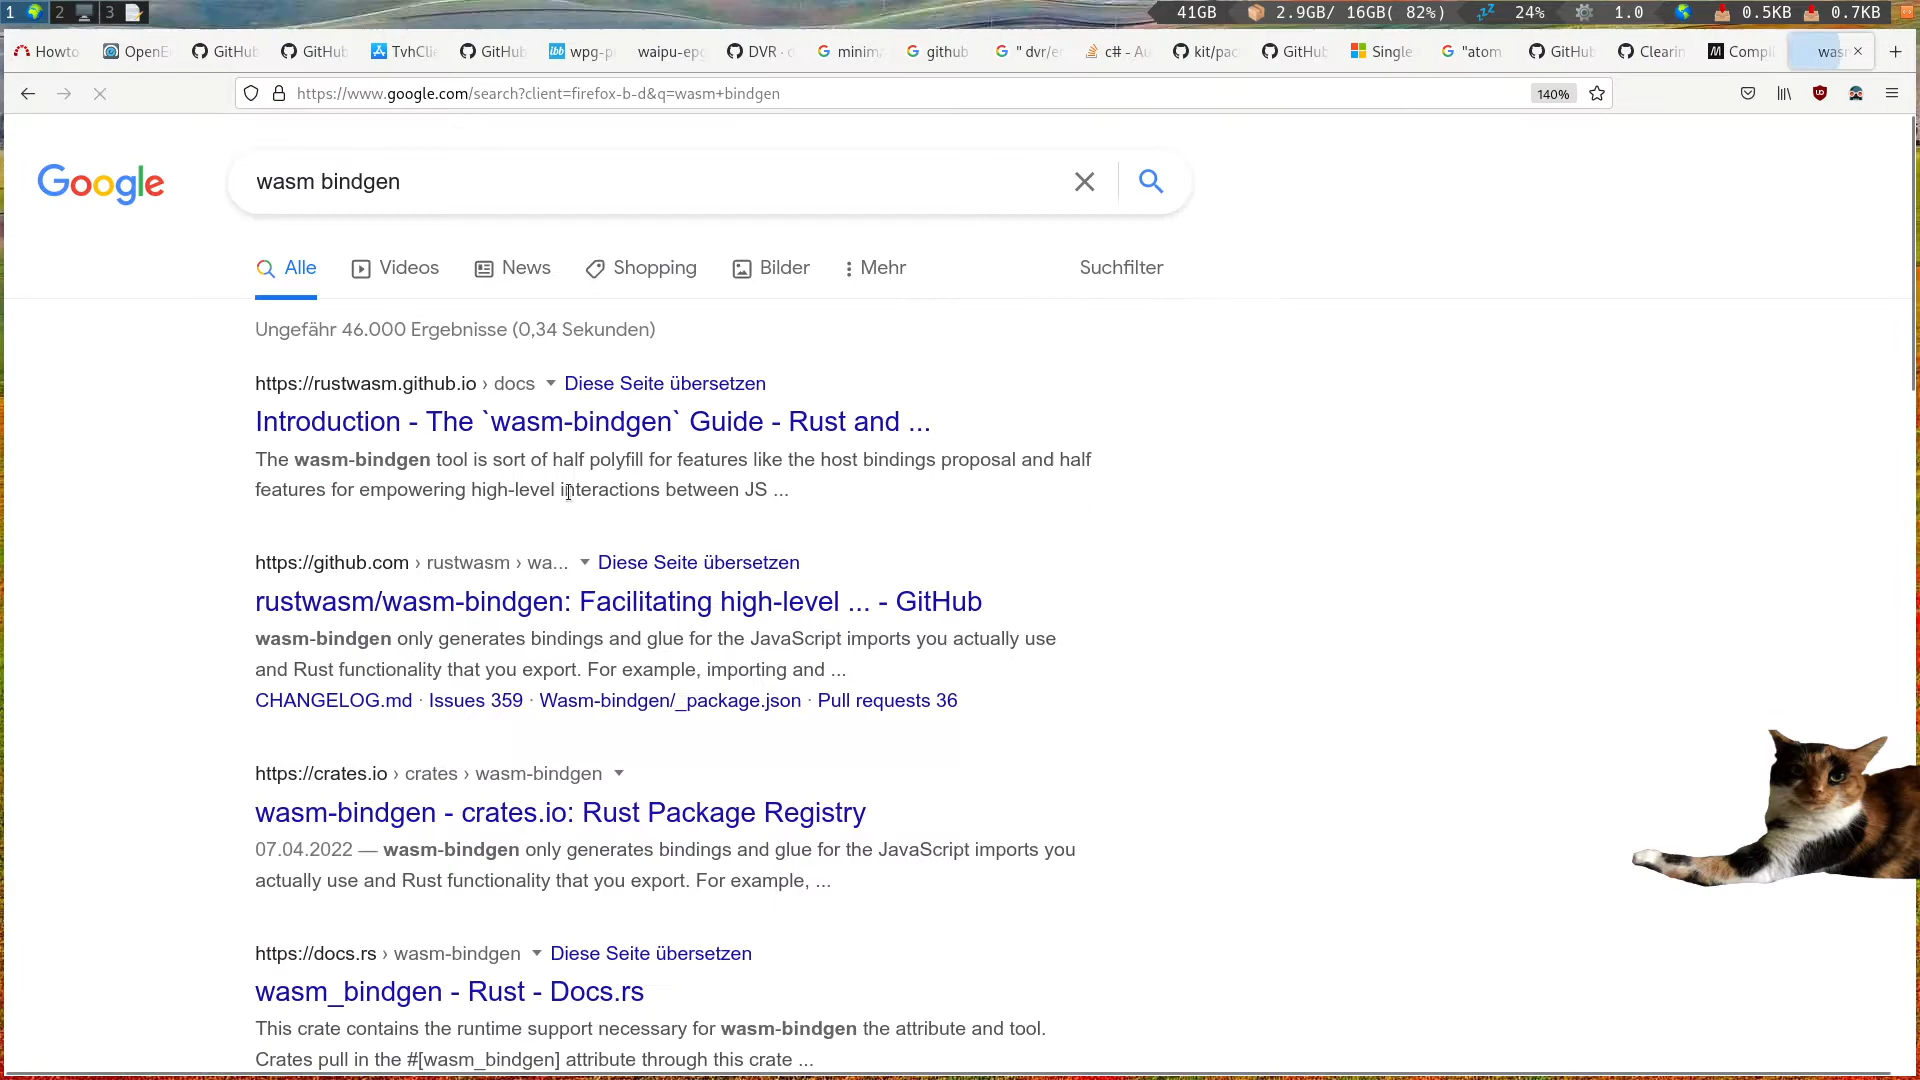 1 2 3 41GB 2.9GB/ 16GB( 82%) 24% 1.0 0.5KB 0.7KB
Howto OpenE GitHub GitHub TvhClie GitHub wpg-p waipu-epg DVR · c minima github " dvr/e c# - Au kit/pac GitHub Single "atom GitHub Clearin Compil was
https://www.google.com/search?client=firefox-b-d&q=wasm+bindgen 140%
Google wasm bindgen
Alle Videos News Shopping Bilder Mehr Suchfilter
Ungefähr 46.000 Ergebnisse (0,34 Sekunden)
https://rustwasm.github.io › docs Diese Seite übersetzen
Introduction - The `wasm-bindgen` Guide - Rust and ...
The wasm-bindgen tool is sort of half polyfill for features like the host bindings proposal and half
features for empowering high-level interactions between JS ...
https://github.com › rustwasm › wa... Diese Seite übersetzen
rustwasm/wasm-bindgen: Facilitating high-level ... - GitHub
wasm-bindgen only generates bindings and glue for the JavaScript imports you actually use
and Rust functionality that you export. For example, importing and ...
CHANGELOG.md · Issues 359 · Wasm-bindgen/_package.json · Pull requests 36
https://crates.io › crates › wasm-bindgen
wasm-bindgen - crates.io: Rust Package Registry
07.04.2022 — wasm-bindgen only generates bindings and glue for the JavaScript imports you
actually use and Rust functionality that you export. For example, ...
https://docs.rs › wasm-bindgen Diese Seite übersetzen
wasm_bindgen - Rust - Docs.rs
This crate contains the runtime support necessary for wasm-bindgen the attribute and tool.
Crates pull in the #[wasm_bindgen] attribute through this crate ...